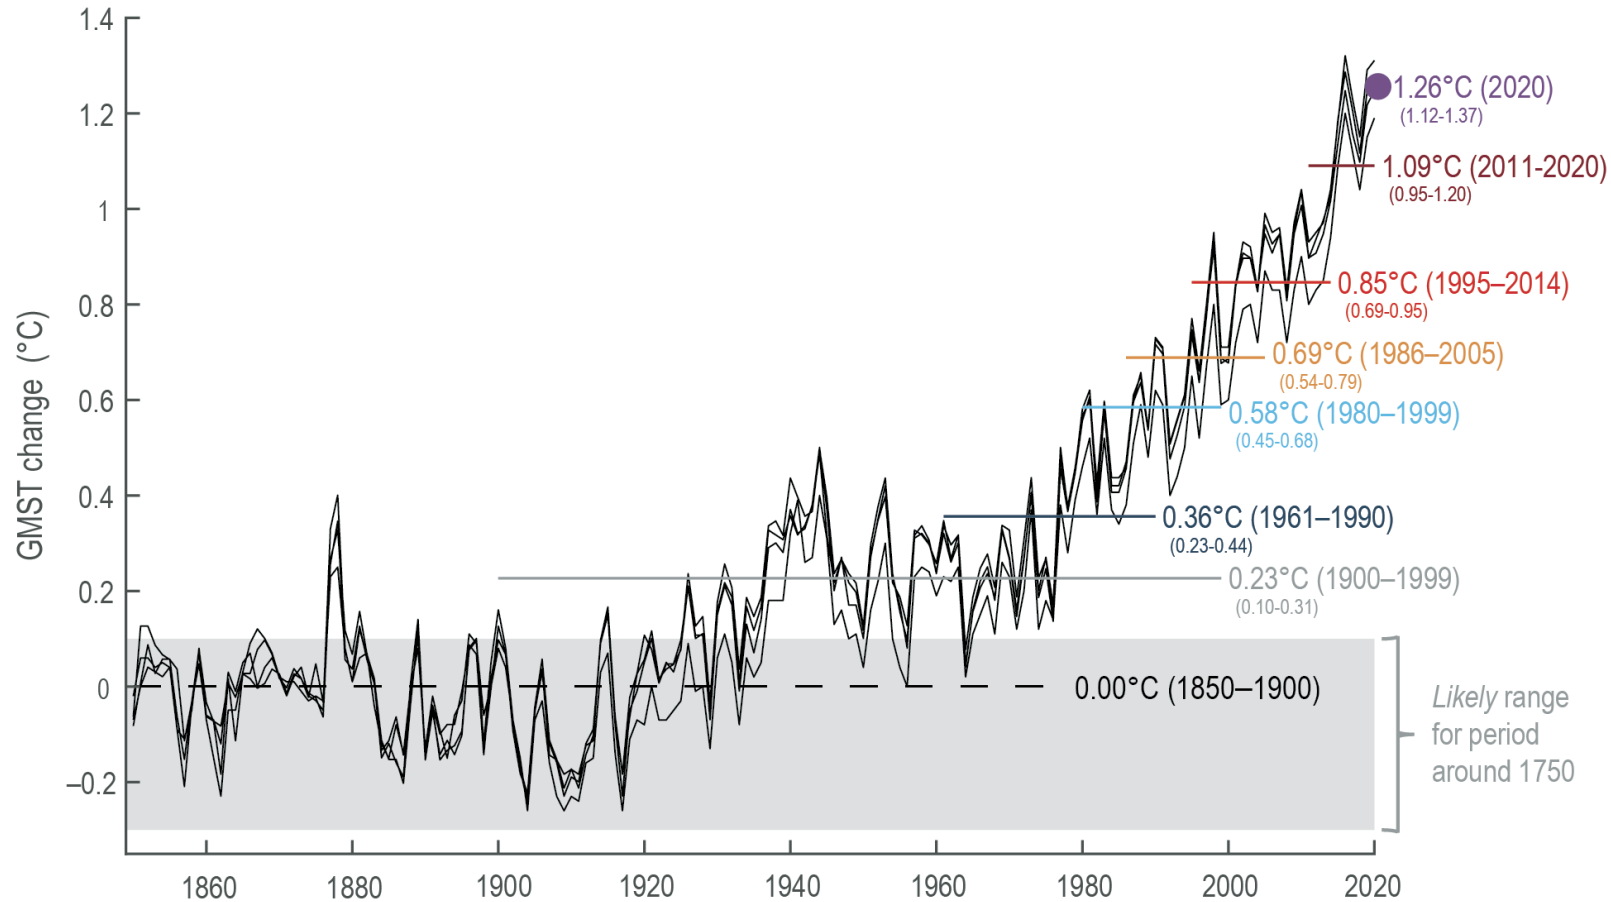 1.4
1.2
1
0.8
0.6
0.4
0.2
0
–0.2
GMST change (°C)
1.26°C (2020)
(1.12-1.37)
1.09°C (2011-2020)
(0.95-1.20)
0.85°C (1995–2014)
(0.69-0.95)
0.69°C (1986–2005)
(0.54-0.79)
0.58°C (1980–1999)
(0.45-0.68)
0.36°C (1961–1990)
(0.23-0.44)
0.23°C (1900–1999)
(0.10-0.31)
0.00°C (1850–1900)
Likely range
for period
around 1750
1860 1880 1900 1920 1940 1960 1980 2000 2020